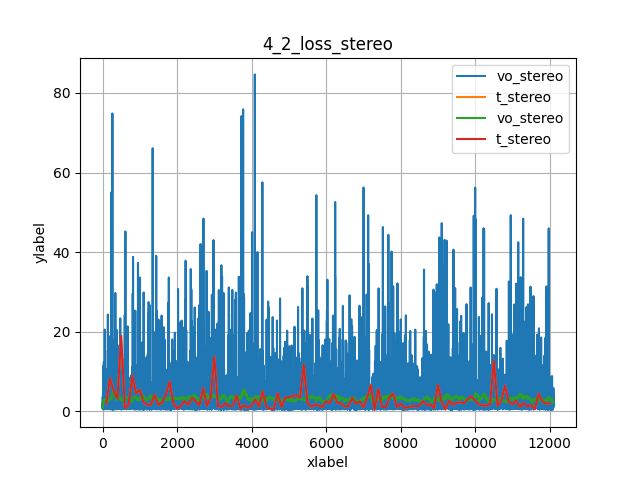 4_2_loss_stereo
vo_stereo
t_stereo
vo_stereo
t_stereo
80
60
40
20
0
ylabel
0 2000 4000 6000 8000 10000 12000
xlabel